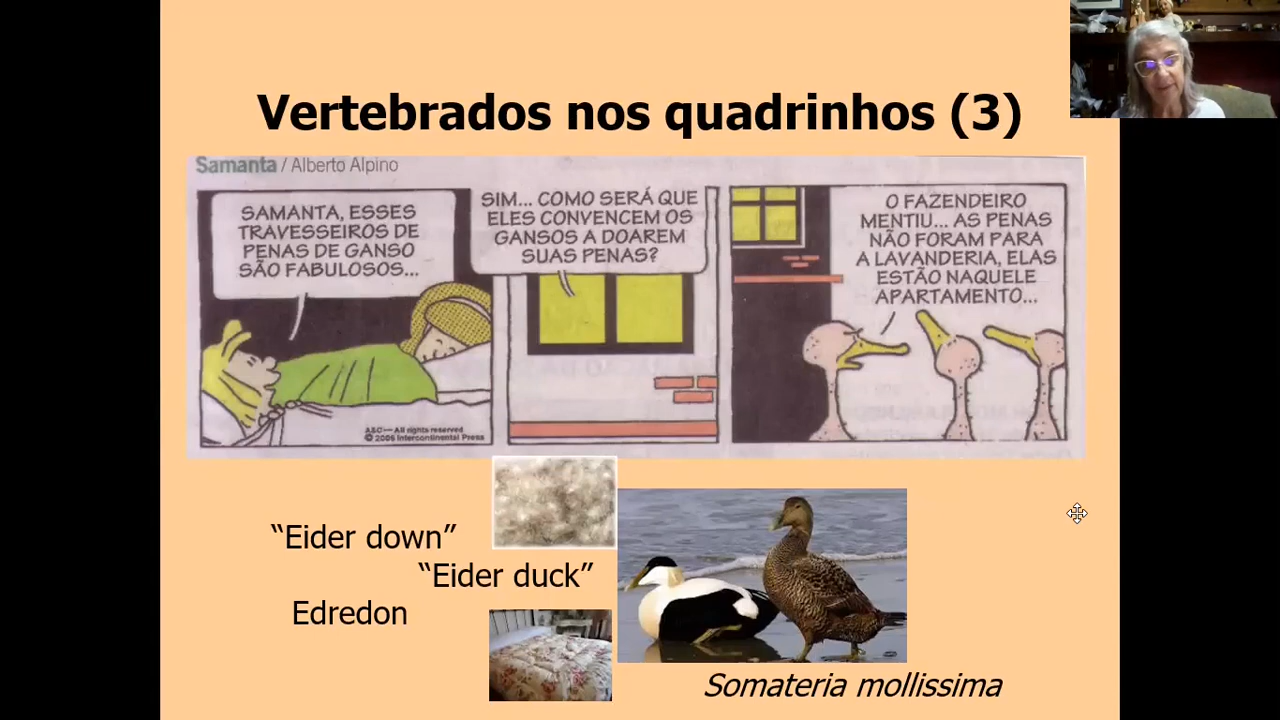 Vertebrados nos quadrinhos (3)
Samanta / Alberto Alpino
SAMANTA, ESSES
TRAVESSEIROS DE
PENAS DE GANSO
SÃO FABULOSOS...
A&C — All rights reserved
© 2006 Intercontinental Press
SIM... COMO SERÁ QUE
ELES CONVENCEM OS
GANSOS A DOAREM
SUAS PENAS?
O FAZENDEIRO
MENTIU... AS PENAS
NÃO FORAM PARA
A LAVANDERIA, ELAS
ESTÃO NAQUELE
APARTAMENTO...
“Eider down”
“Eider duck”
Edredon
Somateria mollissima